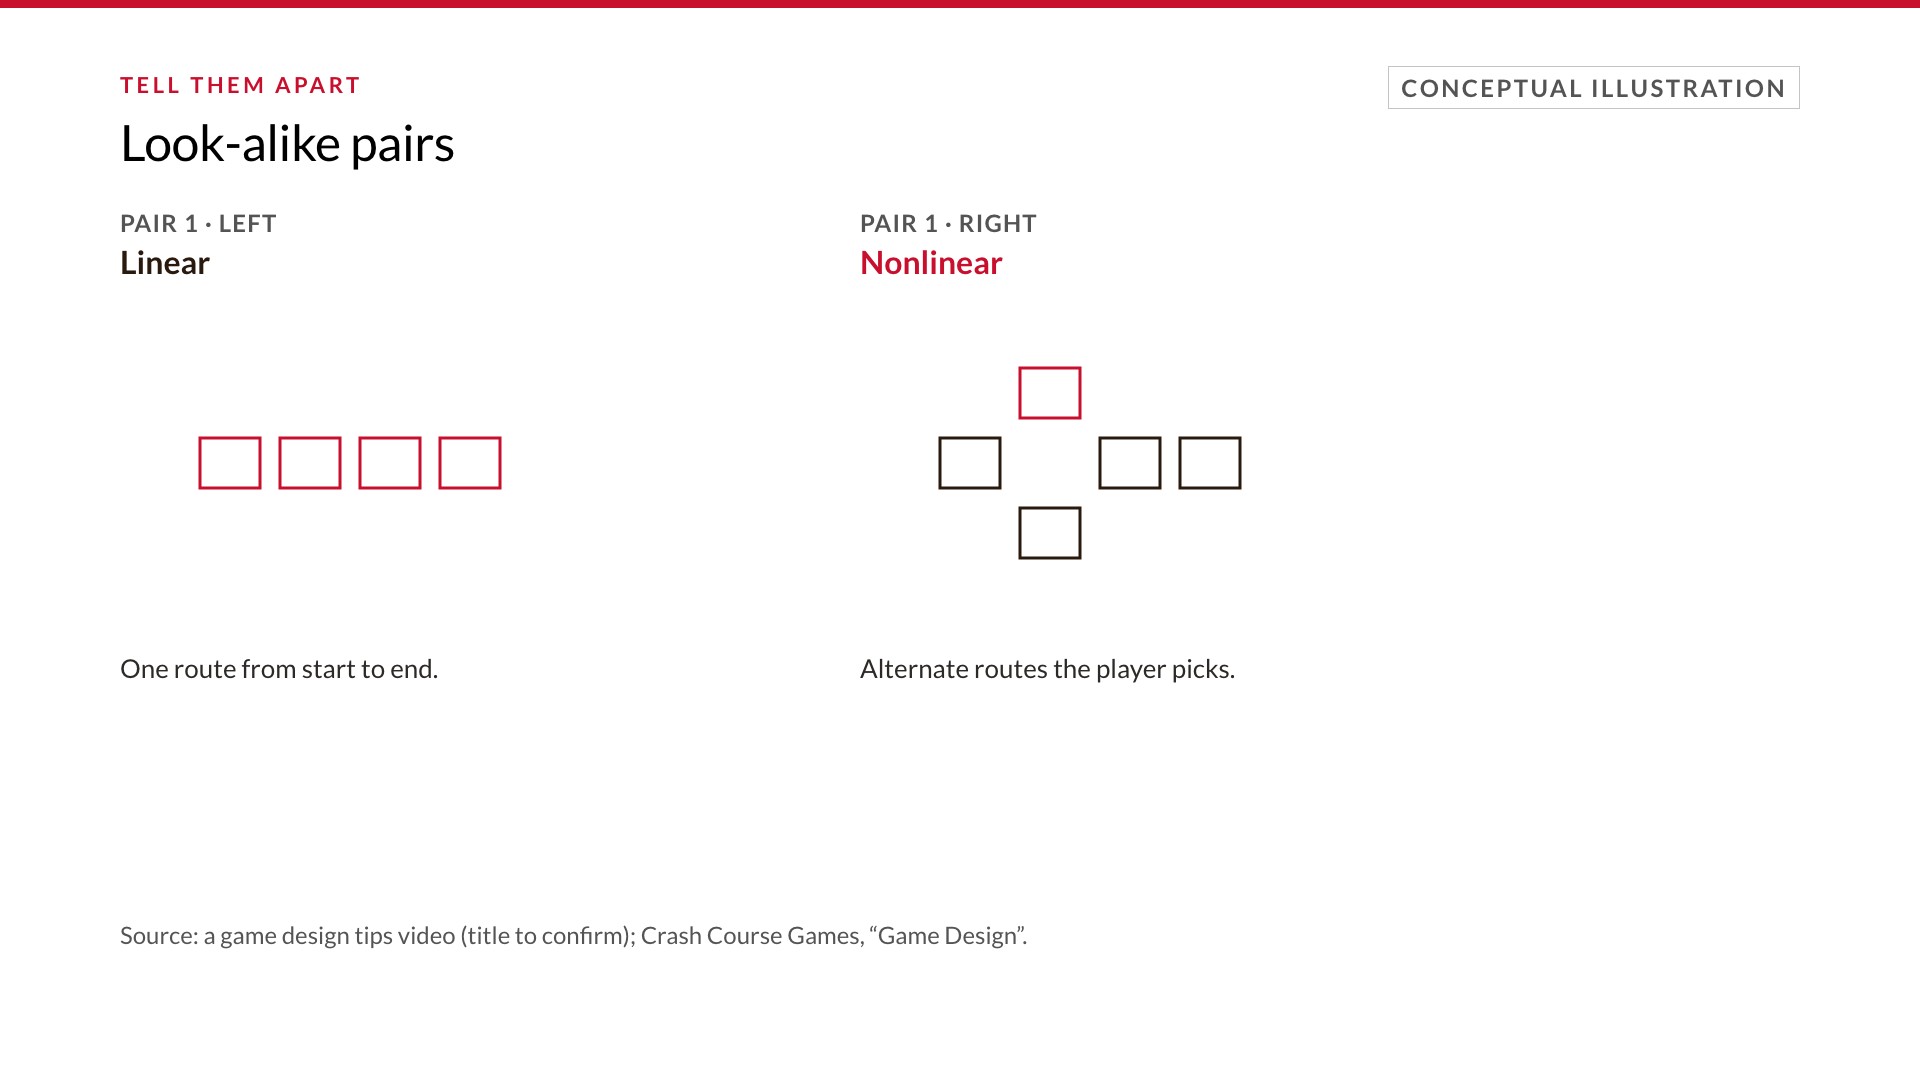 TELL THEM APART
CONCEPTUAL ILLUSTRATION
Look-alike pairs
PAIR 1 · LEFT
Linear
PAIR 1 · RIGHT
Nonlinear
One route from start to end.
Alternate routes the player picks.
Source: a game design tips video (title to confirm); Crash Course Games, “Game Design”.